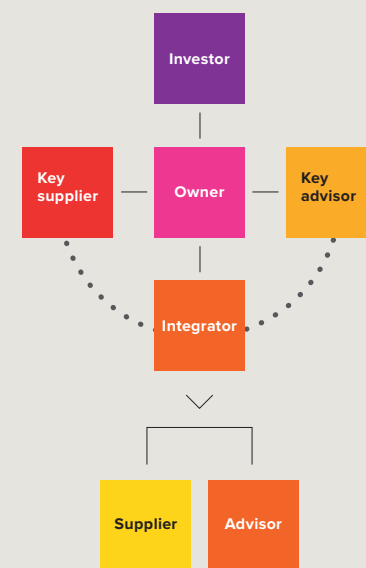 Investor
Key
supplier
Owner
Key
advisor
Integrator
Supplier
Advisor